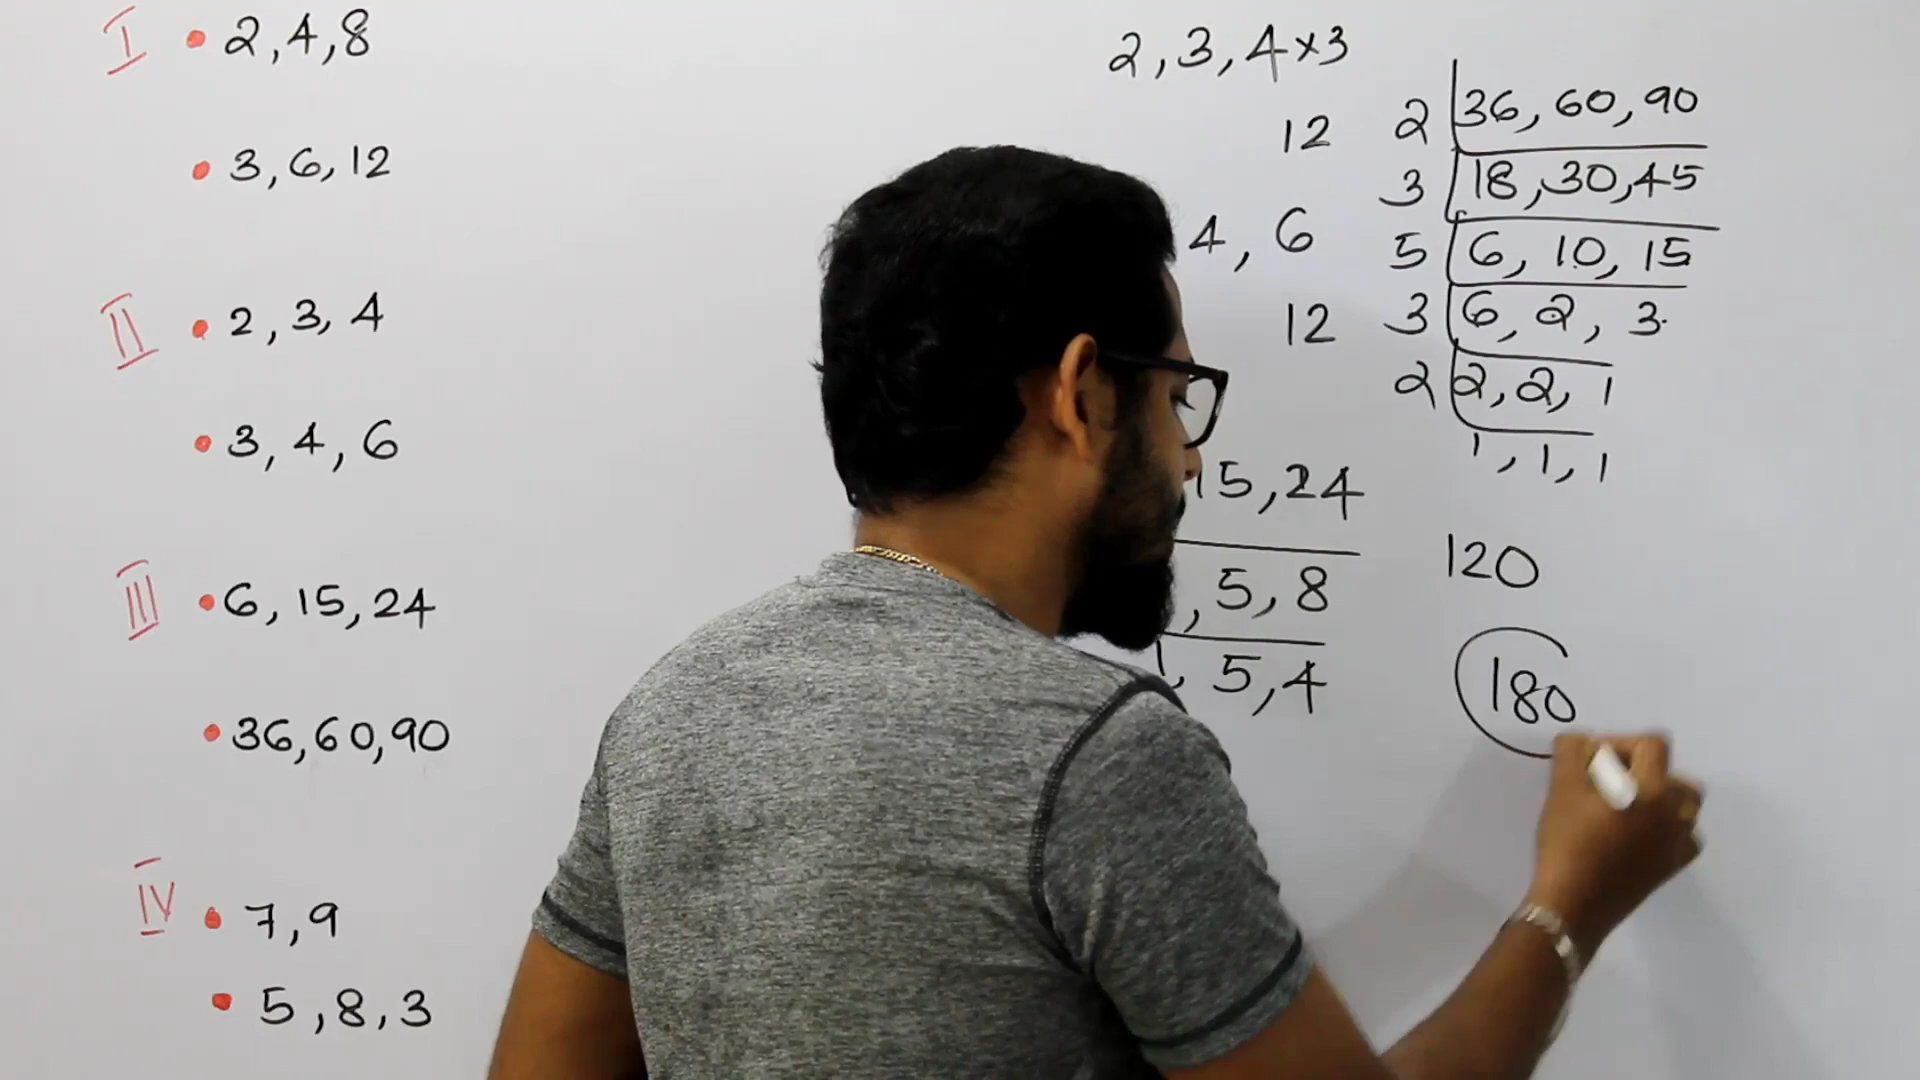 I • 2, 4, 8
• 3, 6, 12
II • 2, 3, 4
• 3, 4, 6
III • 6, 15, 24
• 36, 60, 90
IV • 7, 9
• 5, 8, 3
2, 3, 4 × 3
12
4, 6
12
15, 24
, 5, 8
1, 5, 4
2 36, 60, 90
3 18, 30, 45
5 6, 10, 15
3 6, 2, 3
2 2, 2, 1
1, 1, 1
120
180